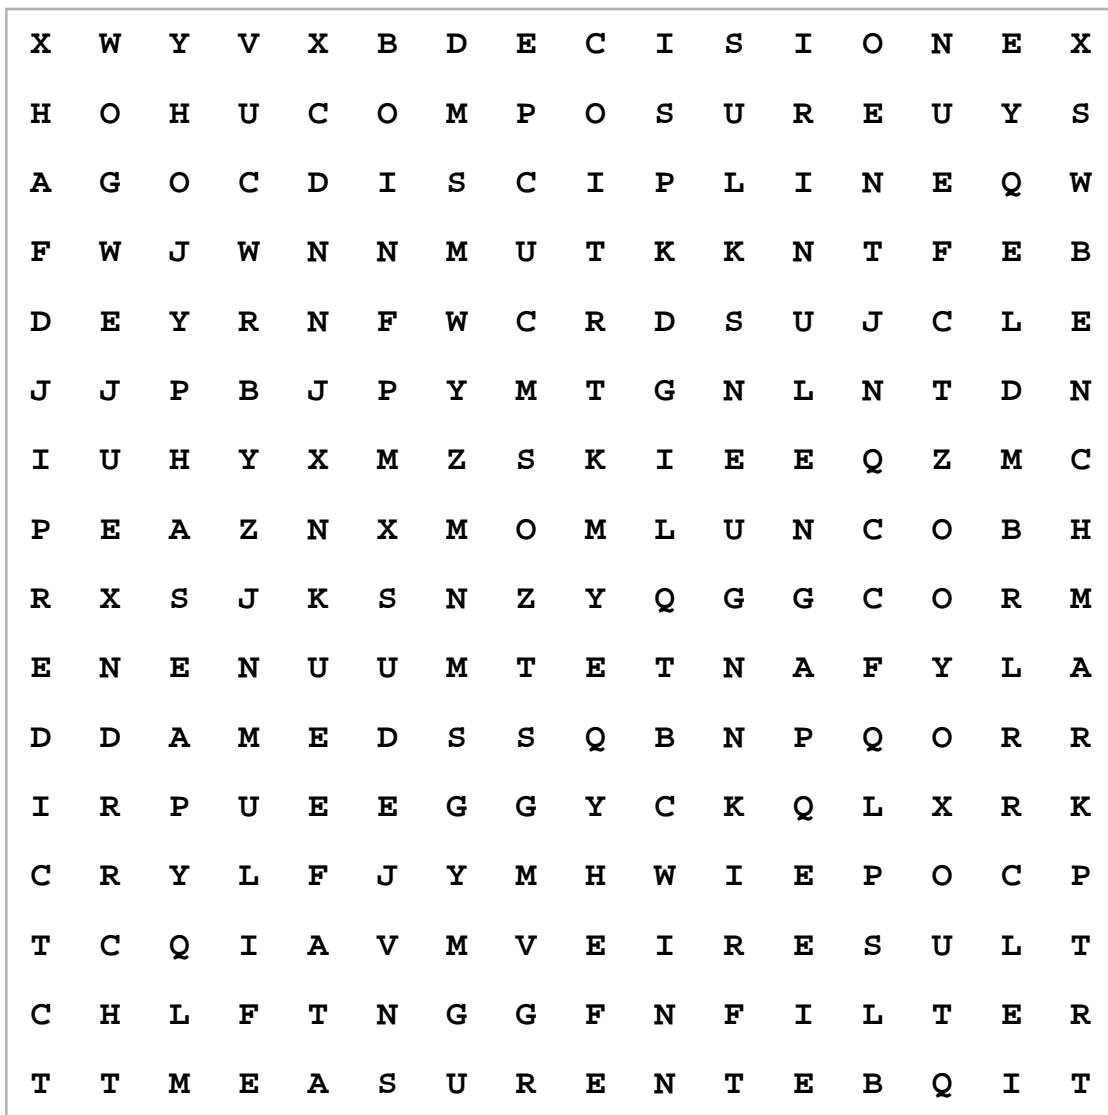 X W Y V X B D E C I S I O N E X
H O H U C O M P O S U R E U Y S
A G O C D I S C I P L I N E Q W
F W J W N N M U T K K N T F E B
D E Y R N F W C R D S U J C L E
J J P B J P Y M T G N L N T D N
I U H Y X M Z S K I E E Q Z M C
P E A Z N X M O M L U N C O B H
R X S J K S N Z Y Q G G C O R M
E N E N U U M T E T N A F Y L A
D D A M E D S S Q B N P Q O R R
I R P U E E G G Y C K Q L X R K
C R Y L F J Y M H W I E P O C P
T C Q I A V M V E I R E S U L T
C H L F T N G G F N F I L T E R
T T M E A S U R E N T E B Q I T